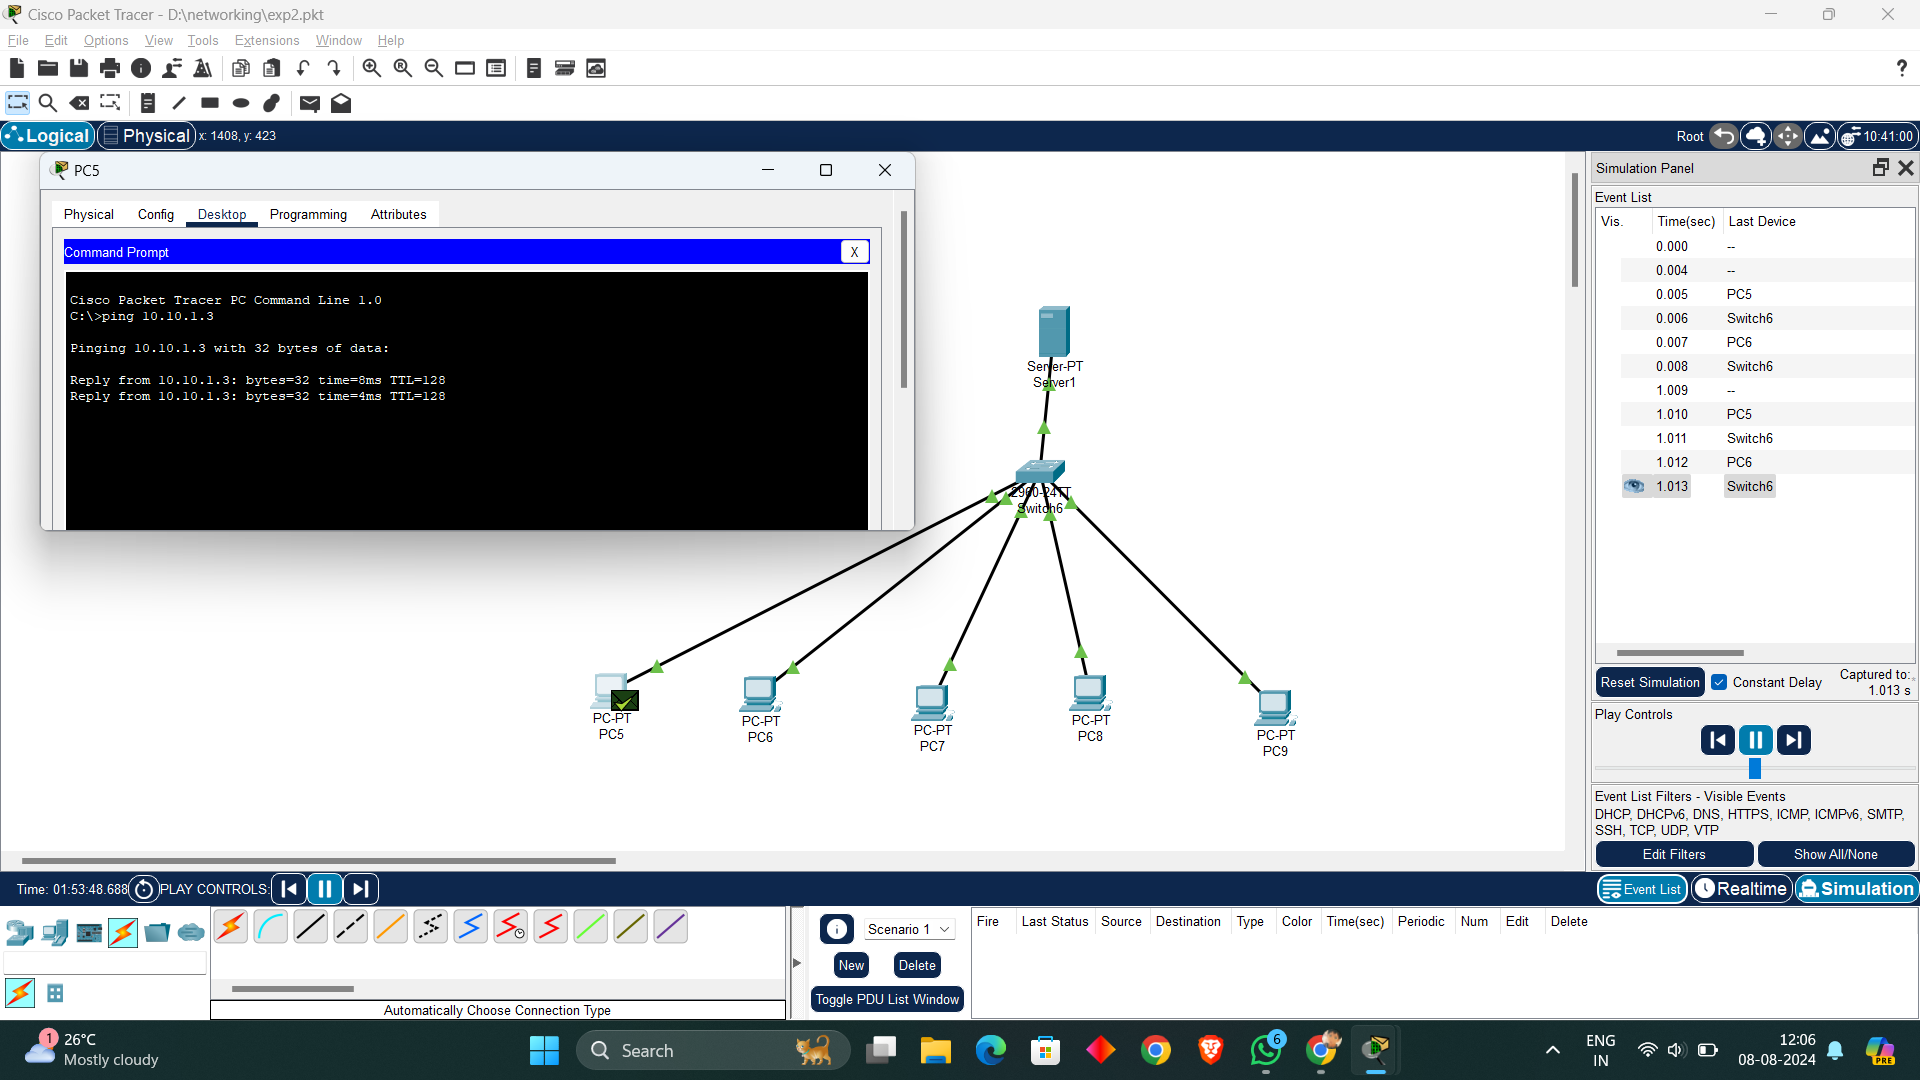 Cisco Packet Tracer - D:\networking\exp2.pkt
File Edit Options View Tools Extensions Window Help
?
Logical Physical x: 1408, y: 423
Root 10:41:00
PC5
Physical Config Desktop Programming Attributes
Command Prompt X
Cisco Packet Tracer PC Command Line 1.0
C:\>ping 10.10.1.3
Pinging 10.10.1.3 with 32 bytes of data:
Reply from 10.10.1.3: bytes=32 time=8ms TTL=128
Reply from 10.10.1.3: bytes=32 time=4ms TTL=128
Server-PT
Server1
2960-24TT
Switch6
PC-PT
PC5
PC-PT
PC6
PC-PT
PC7
PC-PT
PC8
PC-PT
PC9
Simulation Panel
Event List
Vis. Time(sec) Last Device
0.000 --
0.004 --
0.005 PC5
0.006 Switch6
0.007 PC6
0.008 Switch6
1.009 --
1.010 PC5
1.011 Switch6
1.012 PC6
1.013 Switch6
Reset Simulation Constant Delay Captured to:
1.013 s
Play Controls
Event List Filters - Visible Events
DHCP, DHCPv6, DNS, HTTPS, ICMP, ICMPv6, SMTP,
SSH, TCP, UDP, VTP
Edit Filters Show All/None
Time: 01:53:48.688 PLAY CONTROLS:
Event List Realtime Simulation
Scenario 1
New Delete
Toggle PDU List Window
Fire Last Status Source Destination Type Color Time(sec) Periodic Num Edit Delete
Automatically Choose Connection Type
1
26°C
Mostly cloudy
Search
6
ENG
IN
12:06
08-08-2024
PRE